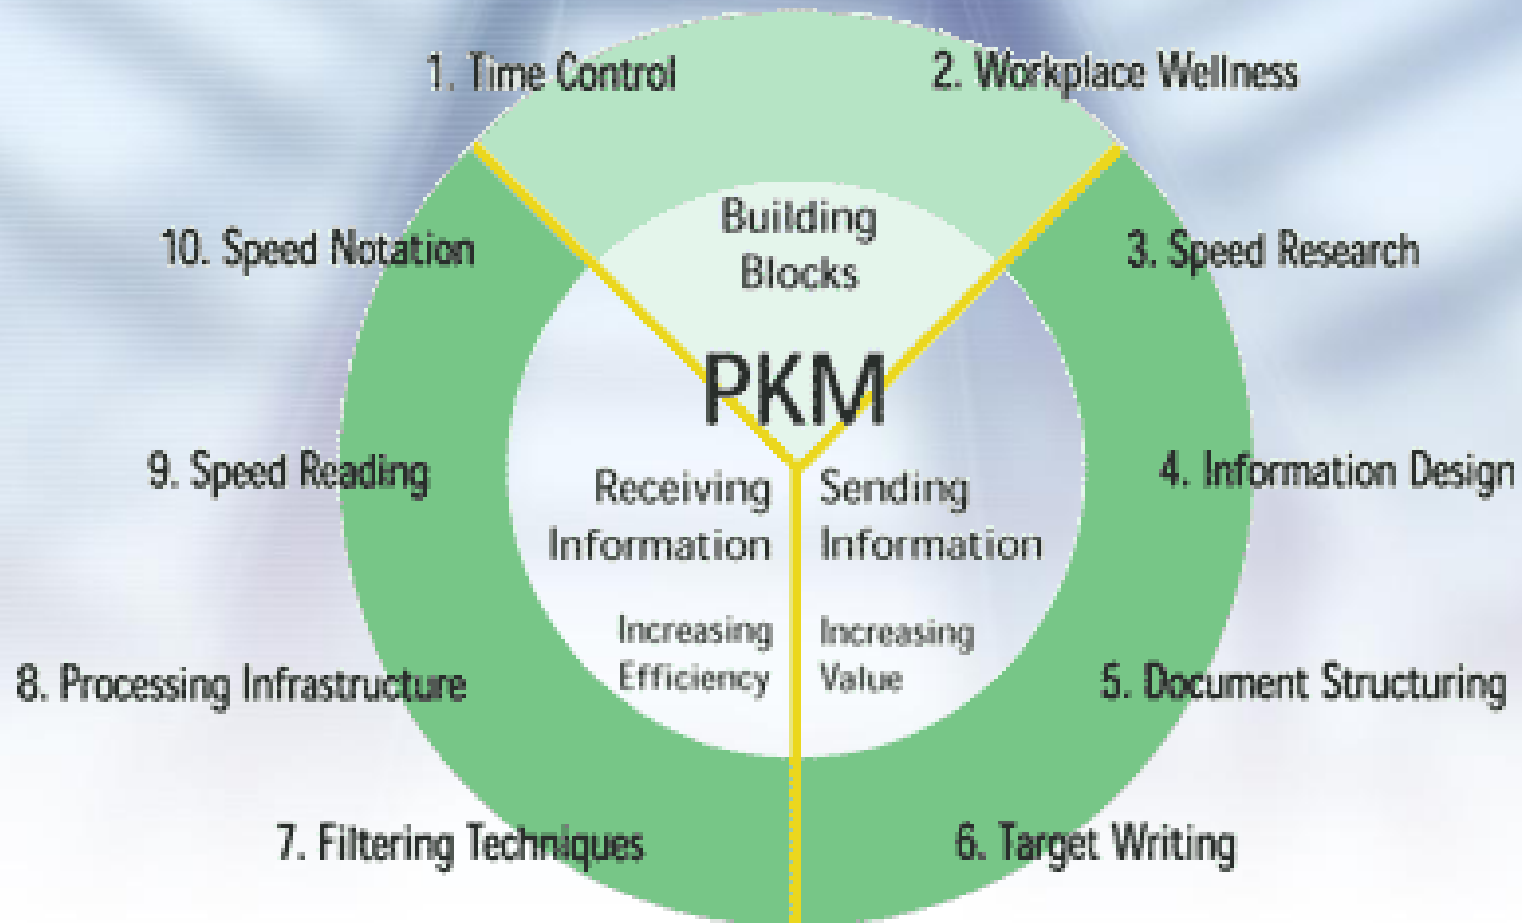 1. Time Control
2. Workplace Wellness
10. Speed Notation
Building
Blocks
3. Speed Research
PKM
9. Speed Reading
Receiving
Information
Sending
Information
4. Information Design
Increasing
Efficiency
Increasing
Value
8. Processing Infrastructure
5. Document Structuring
7. Filtering Techniques
6. Target Writing